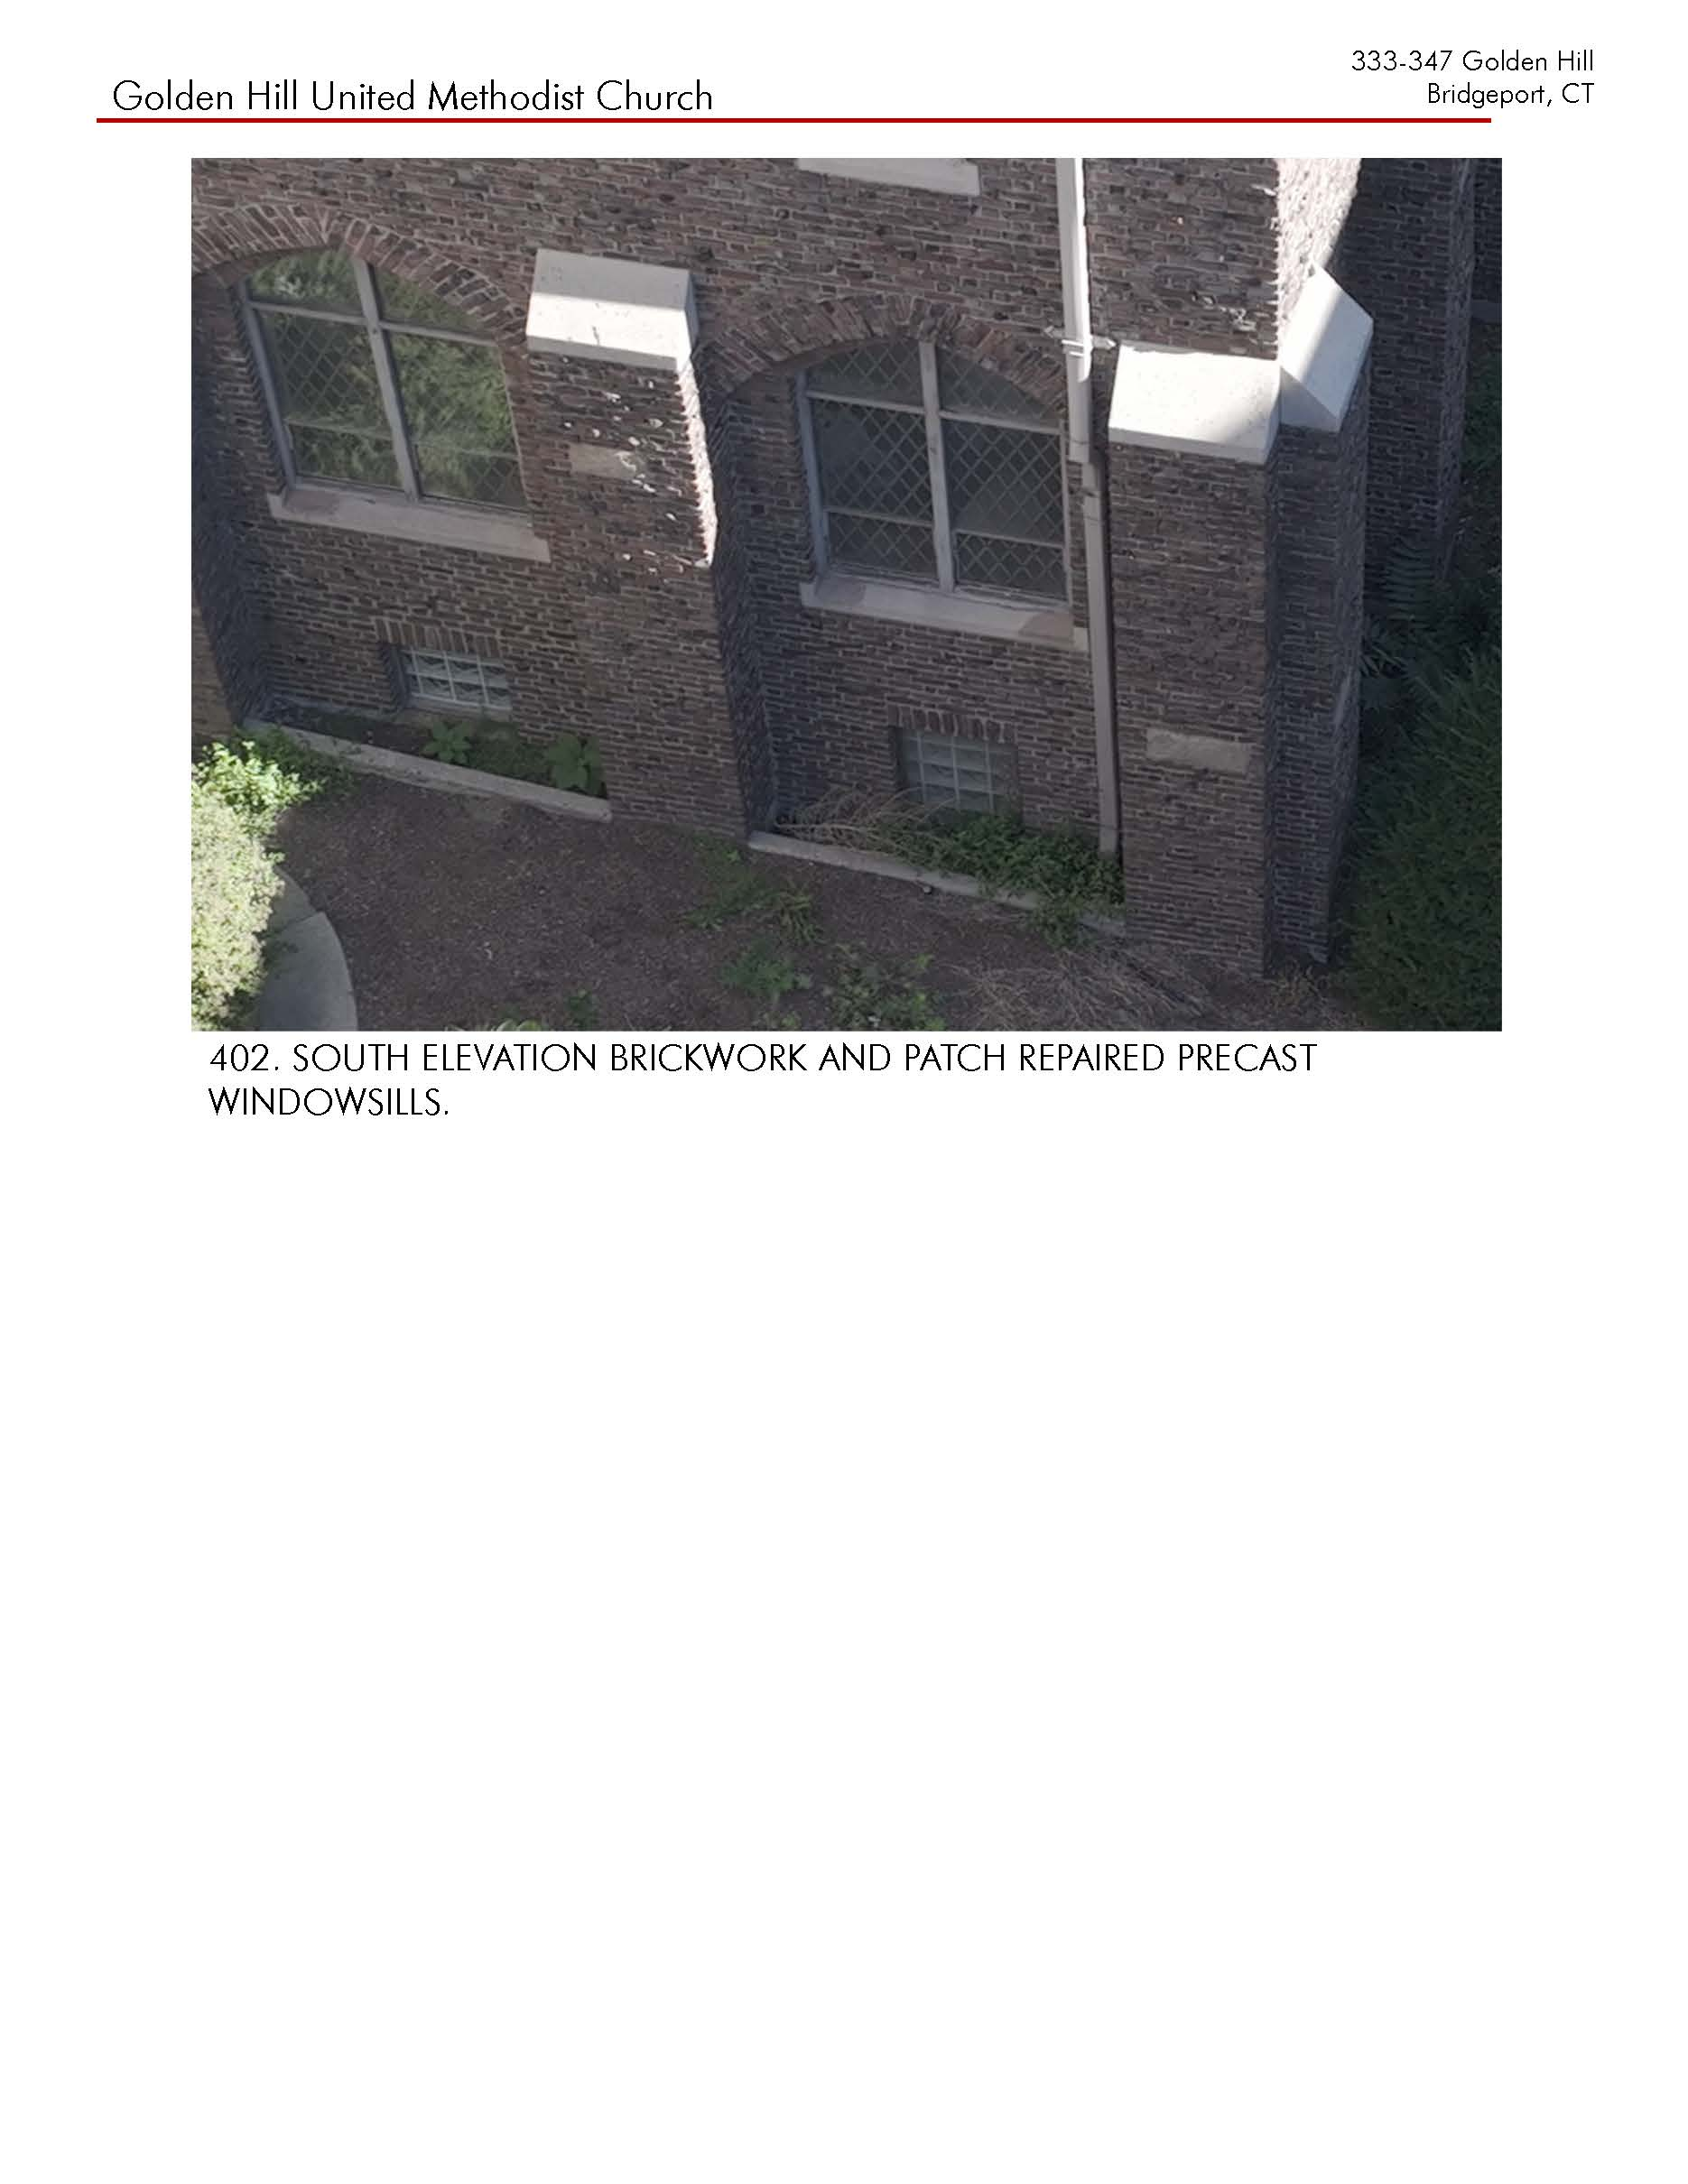 333-347 Golden Hill
Golden Hill United Methodist Church
Bridgeport, CT
402. SOUTH ELEVATION BRICKWORK AND PATCH REPAIRED PRECAST
WINDOWSILLS.